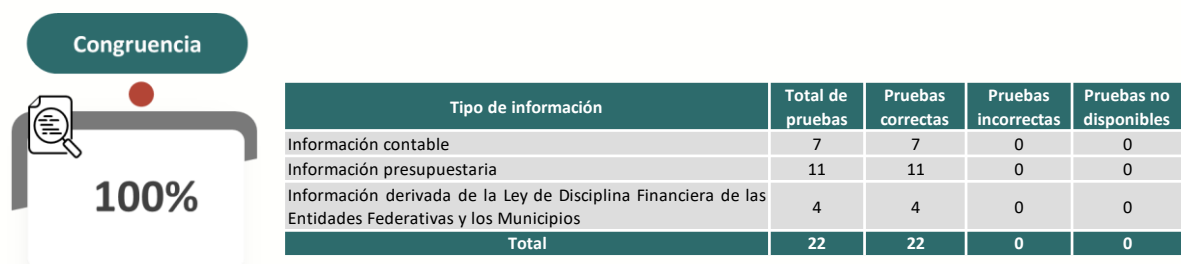 Congruencia
100%
Tipo de información
Total de
pruebas
Pruebas
correctas
Pruebas
incorrectas
Pruebas no
disponibles
Información contable 7 7 0 0
Información presupuestaria 11 11 0 0
Información derivada de la Ley de Disciplina Financiera de las
Entidades Federativas y los Municipios
4 4 0 0
Total 22 22 0 0